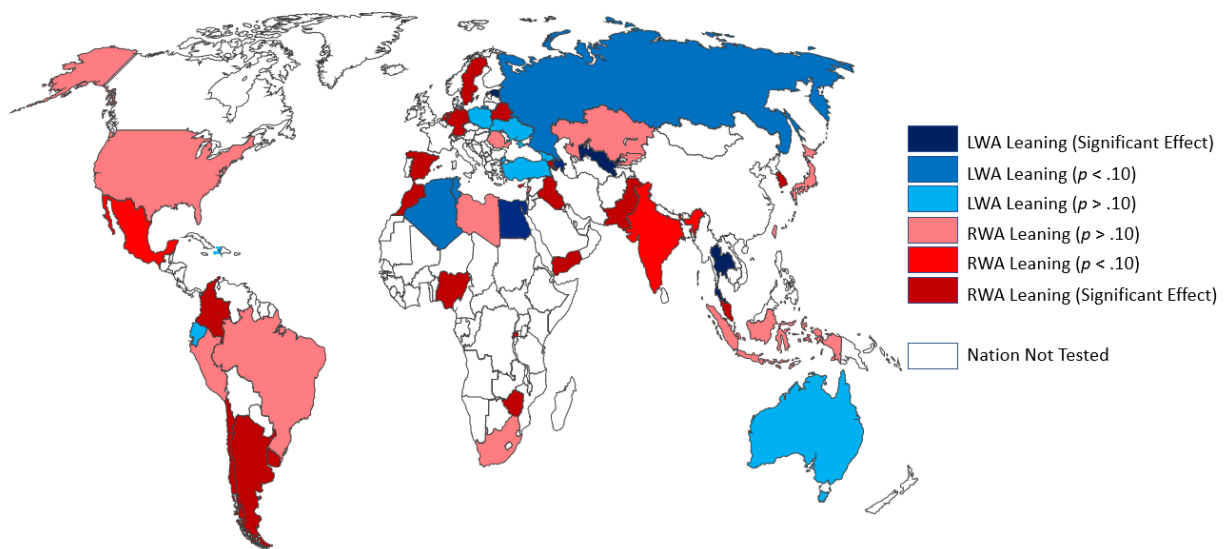 LWA Leaning (Significant Effect)
LWA Leaning (p < .10)
LWA Leaning (p > .10)
RWA Leaning (p > .10)
RWA Leaning (p < .10)
RWA Leaning (Significant Effect)
Nation Not Tested